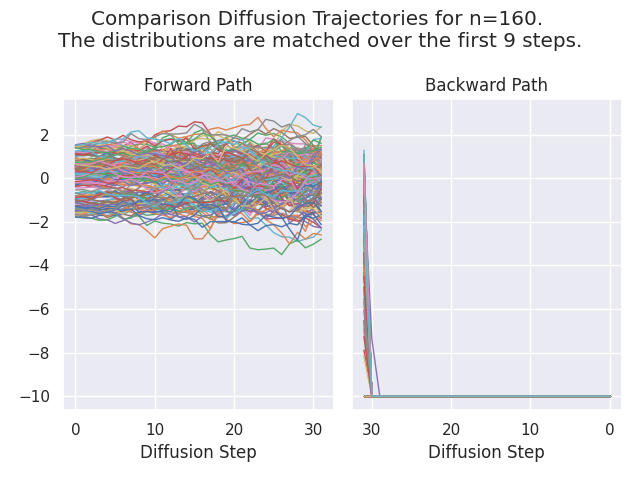 Comparison Diffusion Trajectories for n=160.
The distributions are matched over the first 9 steps.
Forward Path
Backward Path
2
0
−2
−4
−6
−8
−10
0 10 20 30
30 20 10 0
Diffusion Step
Diffusion Step